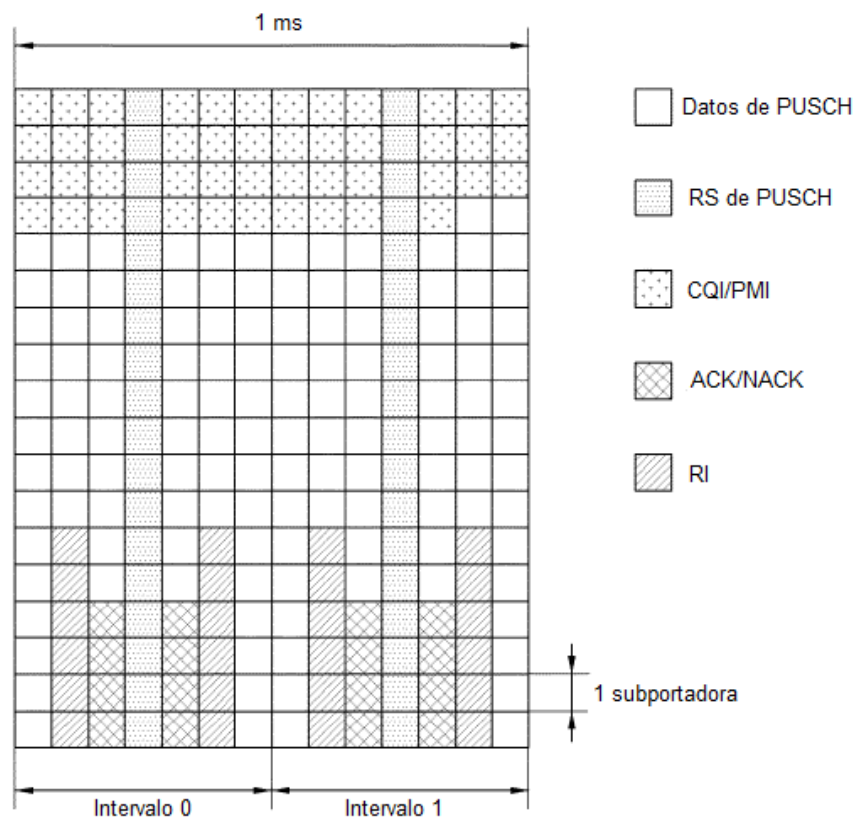 1 ms
Datos de PUSCH
RS de PUSCH
CQI/PMI
ACK/NACK
RI
1 subportadora
Intervalo 0
Intervalo 1